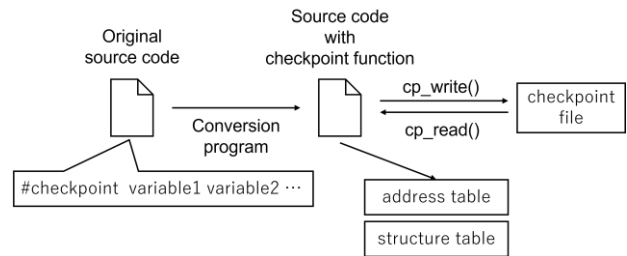 Original
source code
Source code
with
checkpoint function
Conversion
program
cp_write()
cp_read()
checkpoint
file
#checkpoint variable1 variable2 …
address table
structure table